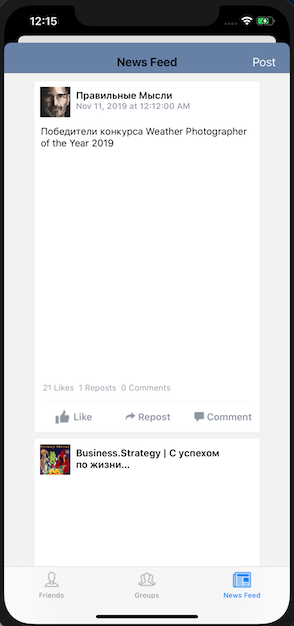 12:15
News Feed
Post
Правильные Мысли
Nov 11, 2019 at 12:12:00 AM
Победители конкурса Weather Photographer
of the Year 2019
21 Likes 1 Reposts 0 Comments
Like
Repost
Comment
Business.Strategy | С успехом
по жизни...
Friends
Groups
News Feed